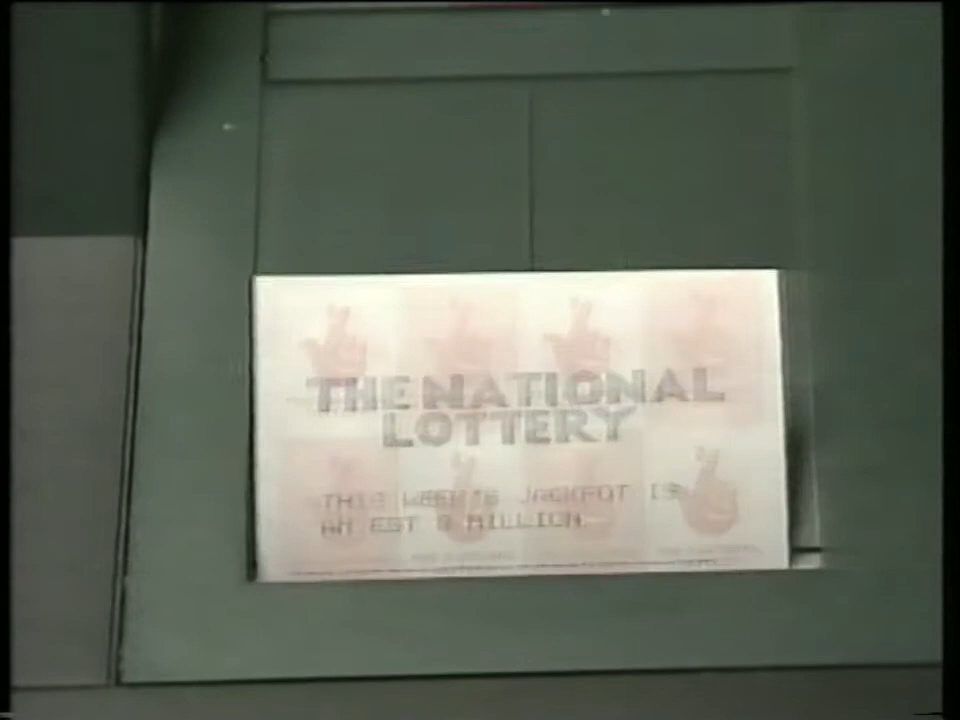 THE NATIONAL
LOTTERY
THIS WEEK'S JACKPOT IS
AN EST MILLION